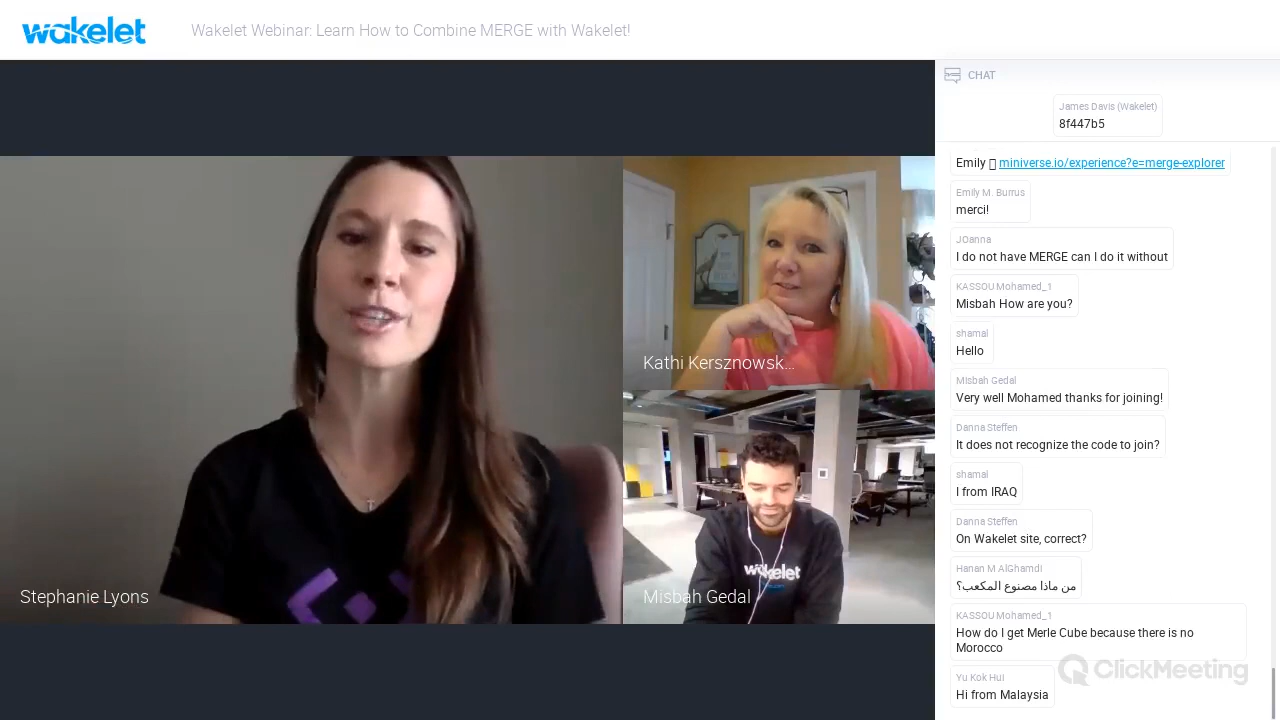 wakelet
Wakelet Webinar: Learn How to Combine MERGE with Wakelet!
CHAT
James Davis (Wakelet)
8f447b5
Emily miniverse.io/experience?e=merge-explorer
Emily M. Burrus
merci!
JOanna
I do not have MERGE can I do it without
KASSOU Mohamed_1
Misbah How are you?
shamal
Hello
Misbah Gedal
Very well Mohamed thanks for joining!
Danna Steffen
It does not recognize the code to join?
shamal
I from IRAQ
Danna Steffen
On Wakelet site, correct?
Hanan M AlGhamdi
من ماذا مصنوع المكعب؟
KASSOU Mohamed_1
How do I get Merle Cube because there is no
Morocco
Yu Kok Hui
Hi from Malaysia
ClickMeeting
Stephanie Lyons
Kathi Kersznowsk...
wakelet
Misbah Gedal